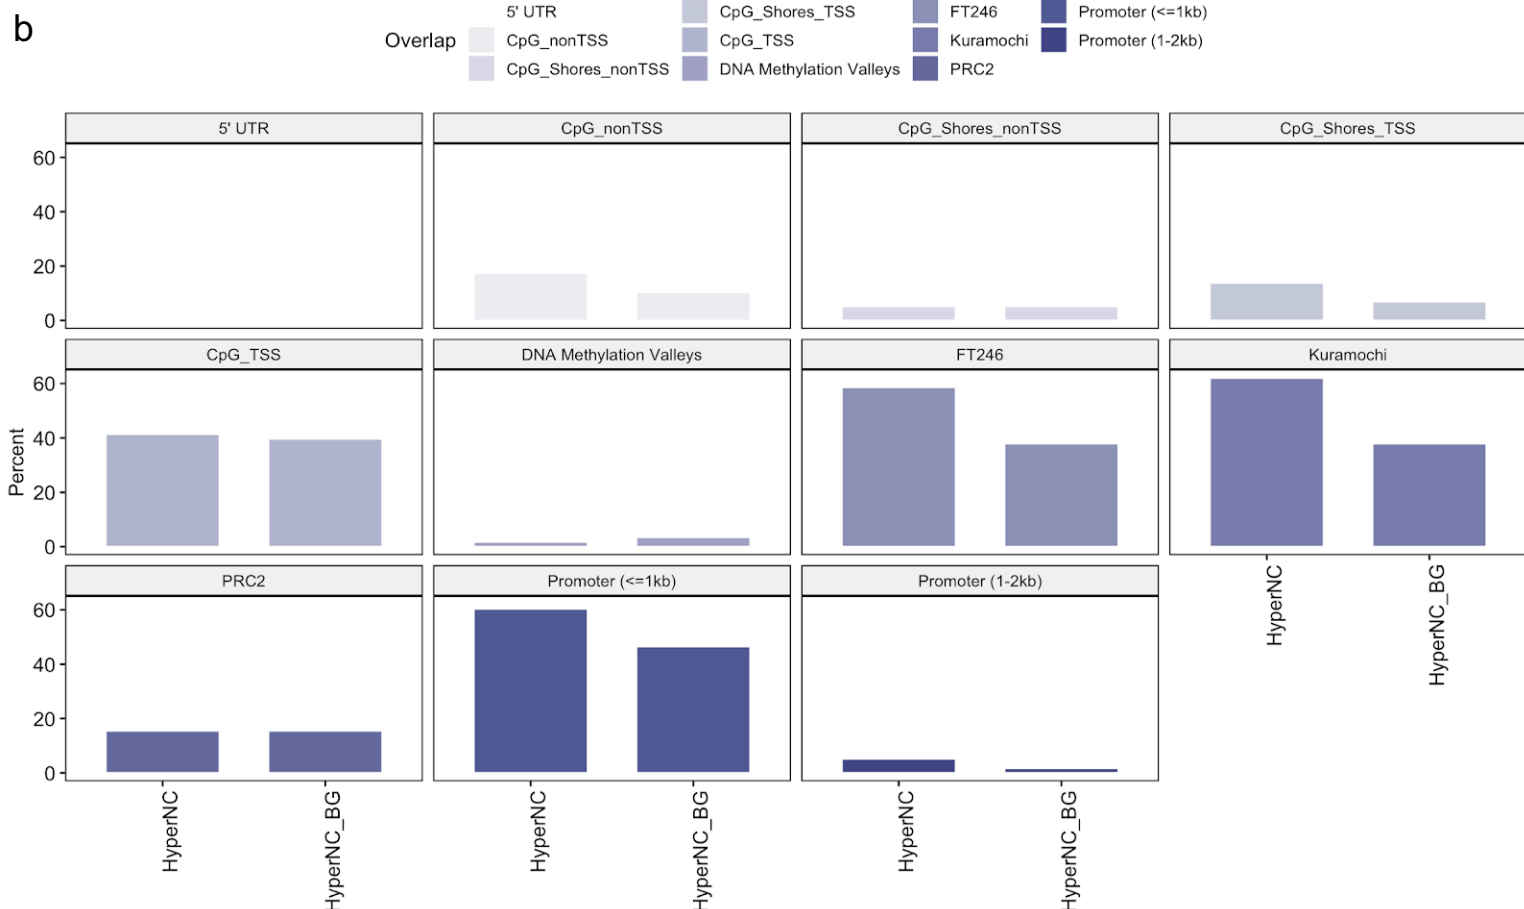 b
Overlap
5' UTR
CpG_nonTSS
CpG_Shores_nonTSS
CpG_Shores_TSS
CpG_TSS
DNA Methylation Valleys
FT246
Kuramochi
PRC2
Promoter (<=1kb)
Promoter (1-2kb)
5' UTR
CpG_nonTSS
CpG_Shores_nonTSS
CpG_Shores_TSS
60
40
20
0
CpG_TSS
DNA Methylation Valleys
FT246
Kuramochi
Percent
60
40
20
0
HyperNC
HyperNC_BG
PRC2
Promoter (<=1kb)
Promoter (1-2kb)
60
40
20
0
HyperNC
HyperNC_BG
HyperNC
HyperNC_BG
HyperNC
HyperNC_BG